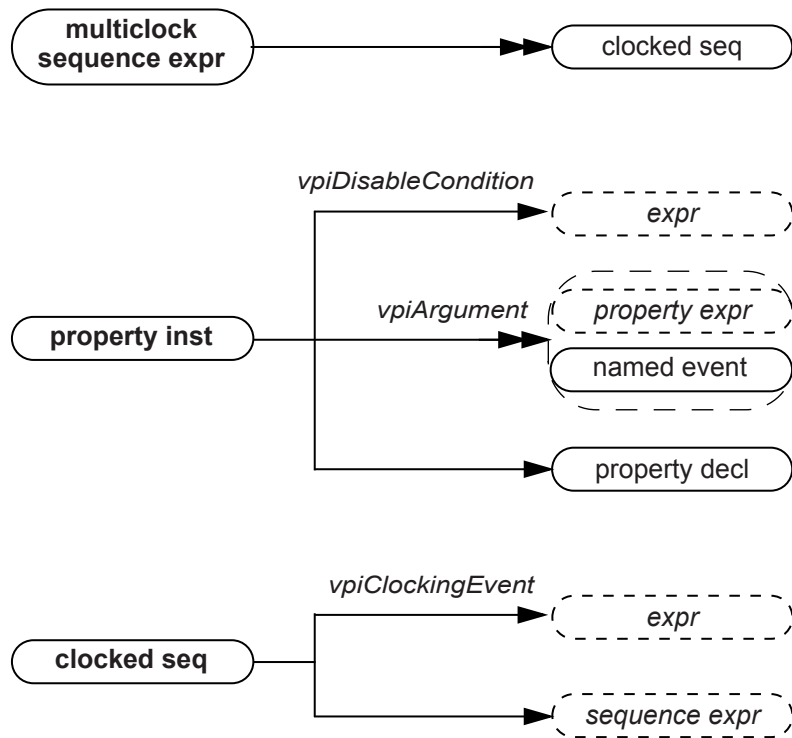 multiclock
sequence expr
clocked seq
vpiDisableCondition
expr
vpiArgument
property expr
property inst
named event
property decl
vpiClockingEvent
expr
clocked seq
sequence expr